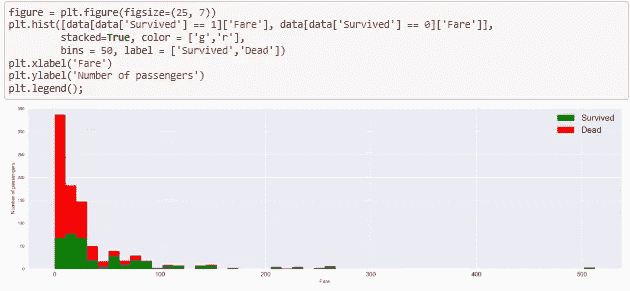 figure = plt.figure(figsize=(25, 7))
plt.hist([data[data['Survived'] == 1]['Fare'], data[data['Survived'] == 0]['Fare']],
stacked=True, color = ['g','r'],
bins = 50, label = ['Survived','Dead'])
plt.xlabel('Fare')
plt.ylabel('Number of passengers')
plt.legend();
Survived
Dead
Number of passengers
350
300
250
200
150
100
50
0
0 100 200 300 400 500
Fare